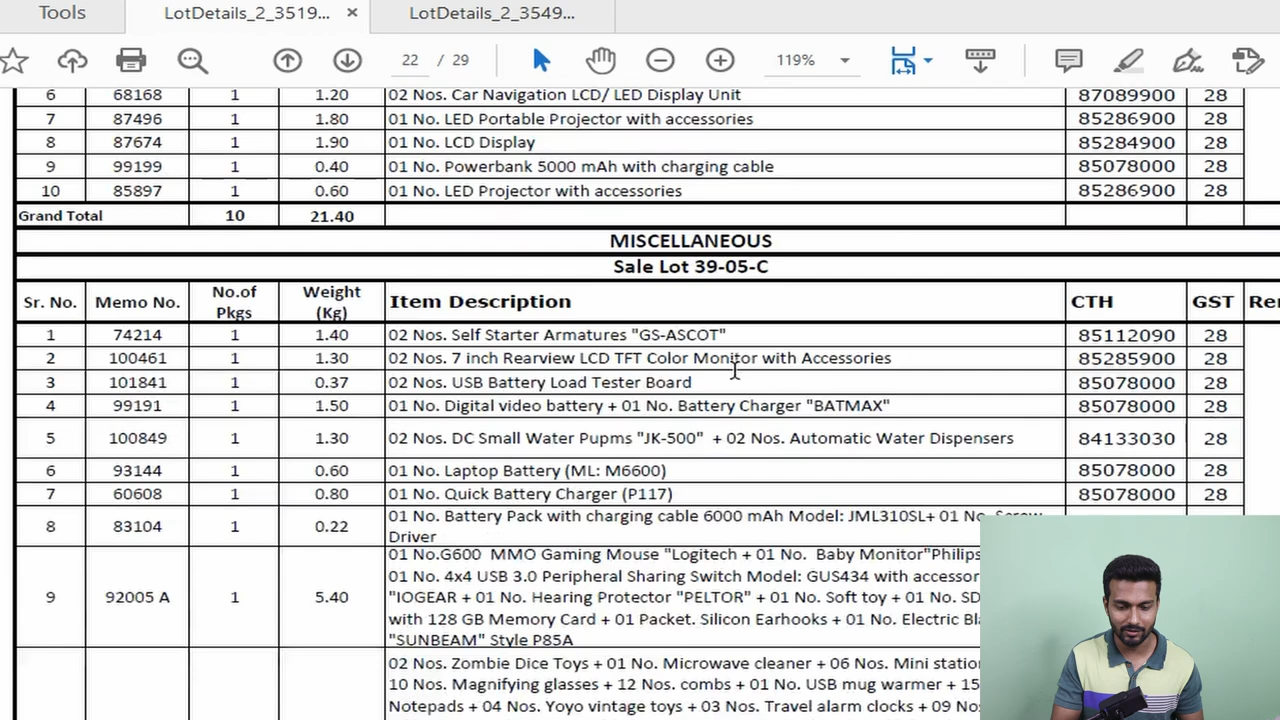 Tools LotDetails_2_3519... × LotDetails_2_3549...
22 / 29 119%
6 68168 1 1.20 02 Nos. Car Navigation LCD/ LED Display Unit 87089900 28
7 87496 1 1.80 01 No. LED Portable Projector with accessories 85286900 28
8 87674 1 1.90 01 No. LCD Display 85284900 28
9 99199 1 0.40 01 No. Powerbank 5000 mAh with charging cable 85078000 28
10 85897 1 0.60 01 No. LED Projector with accessories 85286900 28
Grand Total 10 21.40
MISCELLANEOUS
Sale Lot 39-05-C
Sr. No. Memo No. No.of Pkgs Weight (Kg) Item Description CTH GST
1 74214 1 1.40 02 Nos. Self Starter Armatures "GS-ASCOT" 85112090 28
2 100461 1 1.30 02 Nos. 7 inch Rearview LCD TFT Color Monitor with Accessories 85285900 28
3 101841 1 0.37 02 Nos. USB Battery Load Tester Board 85078000 28
4 99191 1 1.50 01 No. Digital video battery + 01 No. Battery Charger "BATMAX" 85078000 28
5 100849 1 1.30 02 Nos. DC Small Water Pupms "JK-500" + 02 Nos. Automatic Water Dispensers 84133030 28
6 93144 1 0.60 01 No. Laptop Battery (ML: M6600) 85078000 28
7 60608 1 0.80 01 No. Quick Battery Charger (P117) 85078000 28
8 83104 1 0.22 01 No. Battery Pack with charging cable 6000 mAh Model: JML310SL+ 01 No. Screw
Driver
01 No.G600 MMO Gaming Mouse "Logitech + 01 No. Baby Monitor"Philips
01 No. 4x4 USB 3.0 Peripheral Sharing Switch Model: GUS434 with
9 92005 A 1 5.40 "IOGEAR + 01 No. Hearing Protector "PELTOR" + 01 No. Soft toy + 01 No. SD
with 128 GB Memory Card + 01 Packet. Silicon Earhooks + 01 No. Electric
"SUNBEAM" Style P85A
02 Nos. Zombie Dice Toys + 01 No. Microwave cleaner + 06 Nos. Mini
10 Nos. Magnifying glasses + 12 Nos. combs + 01 No. USB mug warmer + 15
Notepads + 04 Nos. Yoyo vintage toys + 03 Nos. Travel alarm clocks + 09